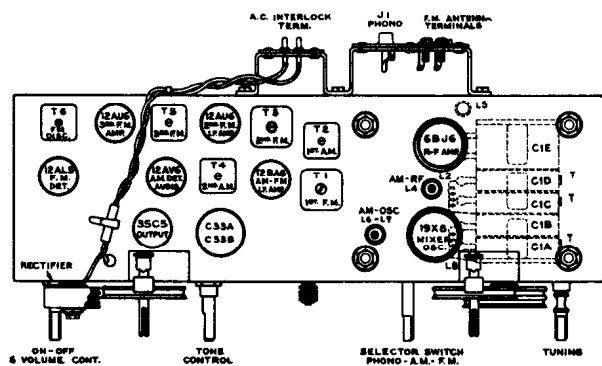 A.C. INTERLOCK
TERM.
J1
PHONO
F.M. ANTENNA
TERMINALS
L5
T6
F.M.
DISC.
12AU6
3RD F.M.
AMP.
T5
3RD F.M.
12AU6
2ND F.M.
I.F. AMP.
T3
2ND F.M.
T2
1ST A.M.
6BJ6
R-F AMP.
C1E
12AL5
F.M.
DET.
12AV6
A.M. DET.
AUDIO
T4
2ND A.M.
12BA6
AM-FM
I.F. AMP.
T1
1ST F.M.
AM-RF
L4
L2
C1D
T
C1C
T
35C5
OUTPUT
C33A
C33B
AM-OSC
L6-L7
19X8
MIXER
OSC.
C1B
T
C1A
L8
RECTIFIER
ON-OFF
& VOLUME CONT.
TONE
CONTROL
SELECTOR SWITCH
PHONO-A.M.-F.M.
TUNING